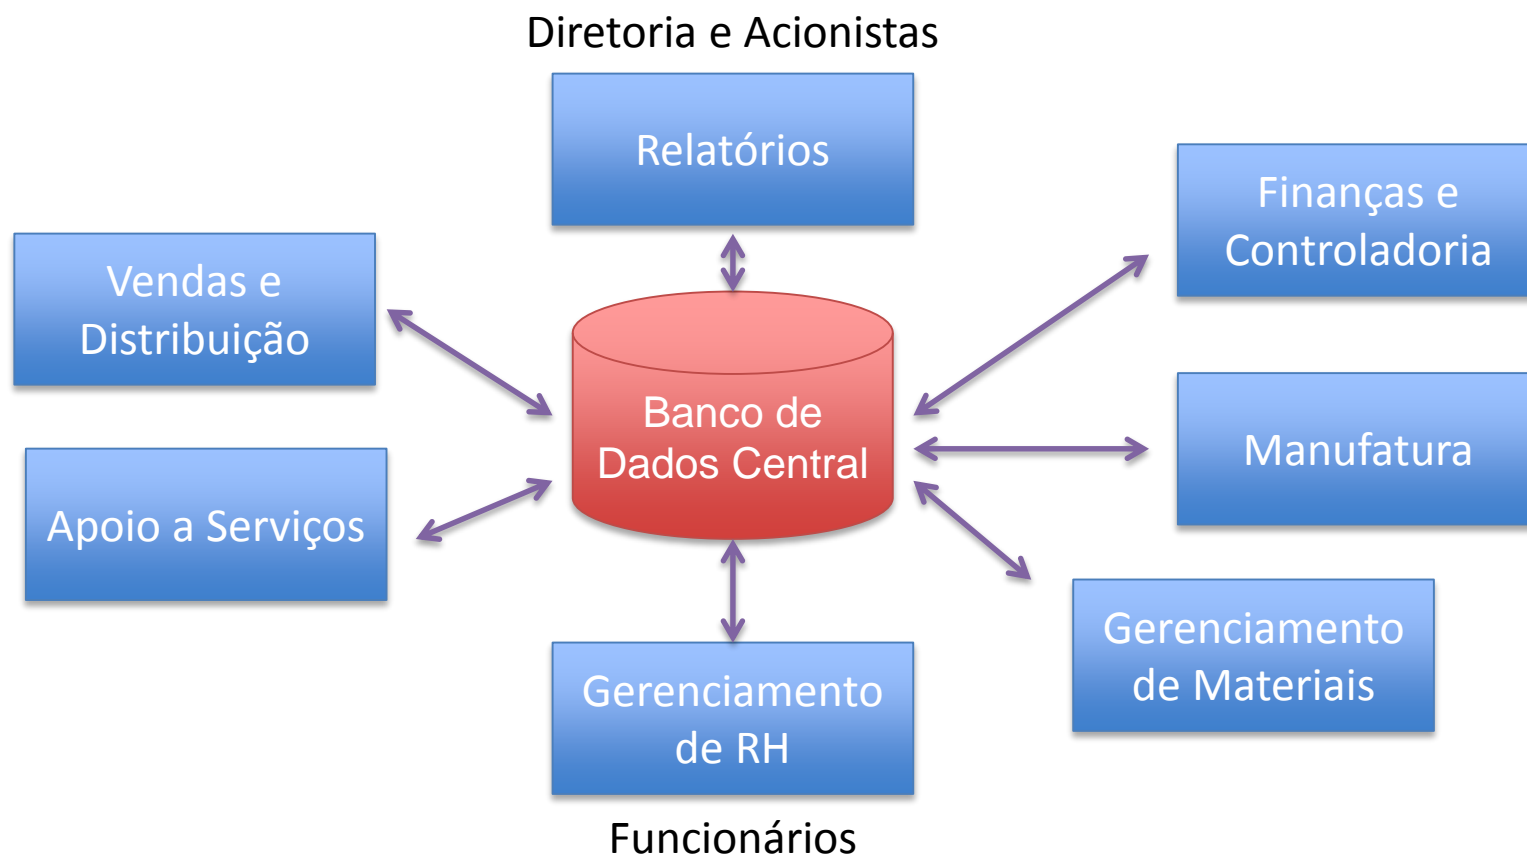 Diretoria e Acionistas
Relatórios
Finanças e
Controladoria
Vendas e
Distribuição
Banco de
Dados Central
Manufatura
Apoio a Serviços
Gerenciamento
de Materiais
Gerenciamento
de RH
Funcionários